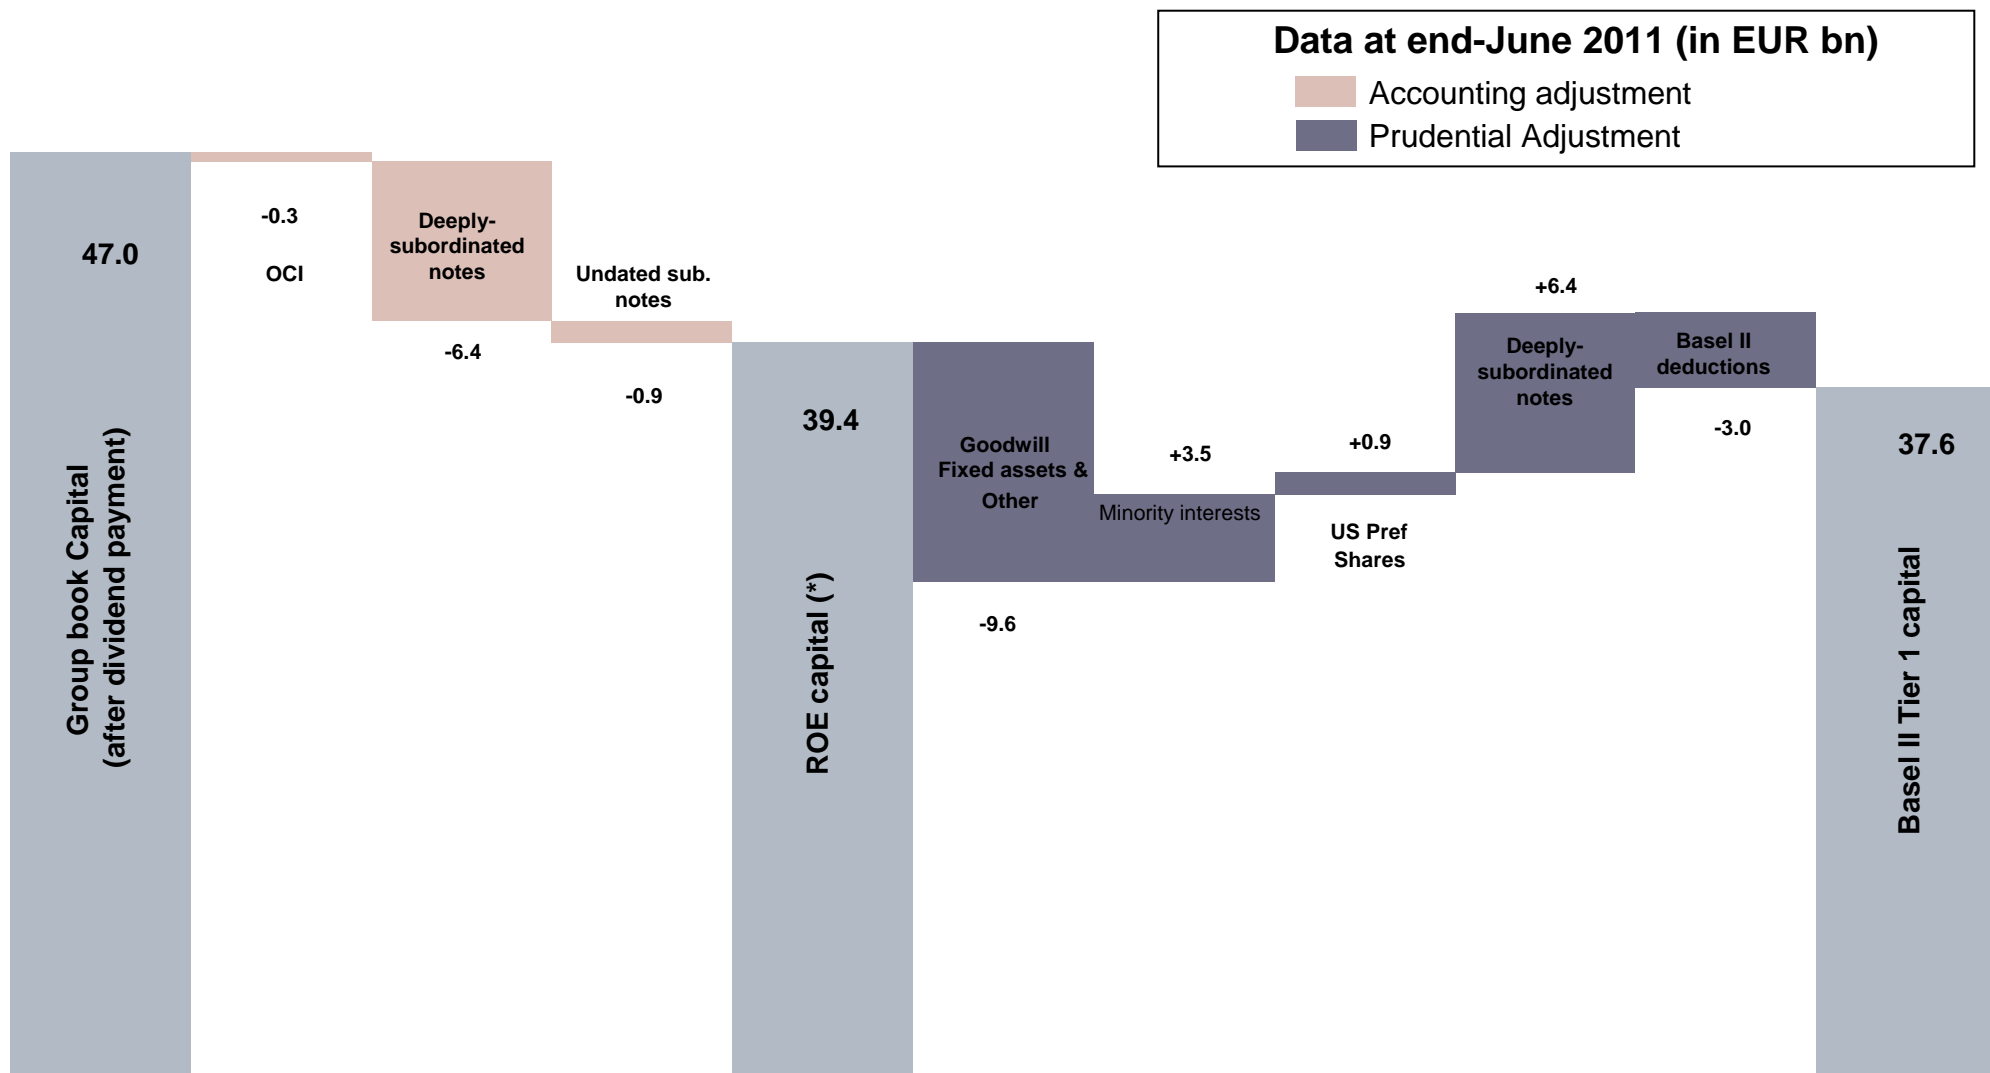 Data at end-June 2011 (in EUR bn)
Accounting adjustment
Prudential Adjustment
47.0
Group book Capital
(after dividend payment)
-0.3
OCI
Deeply-
subordinated
notes
-6.4
Undated sub.
notes
-0.9
39.4
ROE capital (*)
Goodwill
Fixed assets &
Other
-9.6
+3.5
Minority interests
+0.9
US Pref
Shares
+6.4
Deeply-
subordinated
notes
Basel II
deductions
-3.0
37.6
Basel II Tier 1 capital